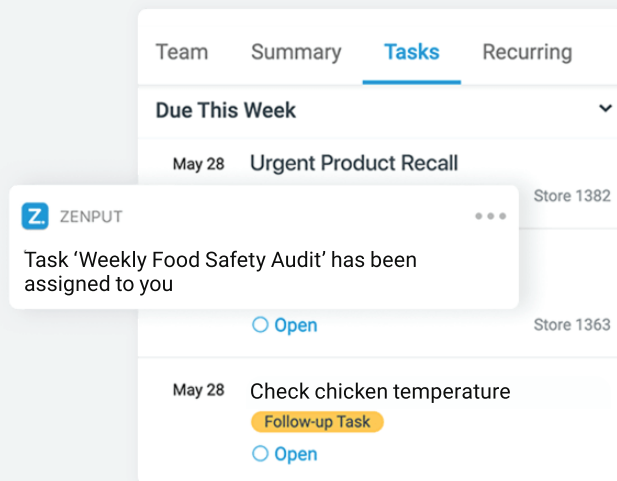 Team Summary Tasks Recurring
Due This Week
May 28 Urgent Product Recall
Store 1382
Z. ZENPUT
Task ‘Weekly Food Safety Audit’ has been
assigned to you
Open Store 1363
May 28 Check chicken temperature
Follow-up Task
Open